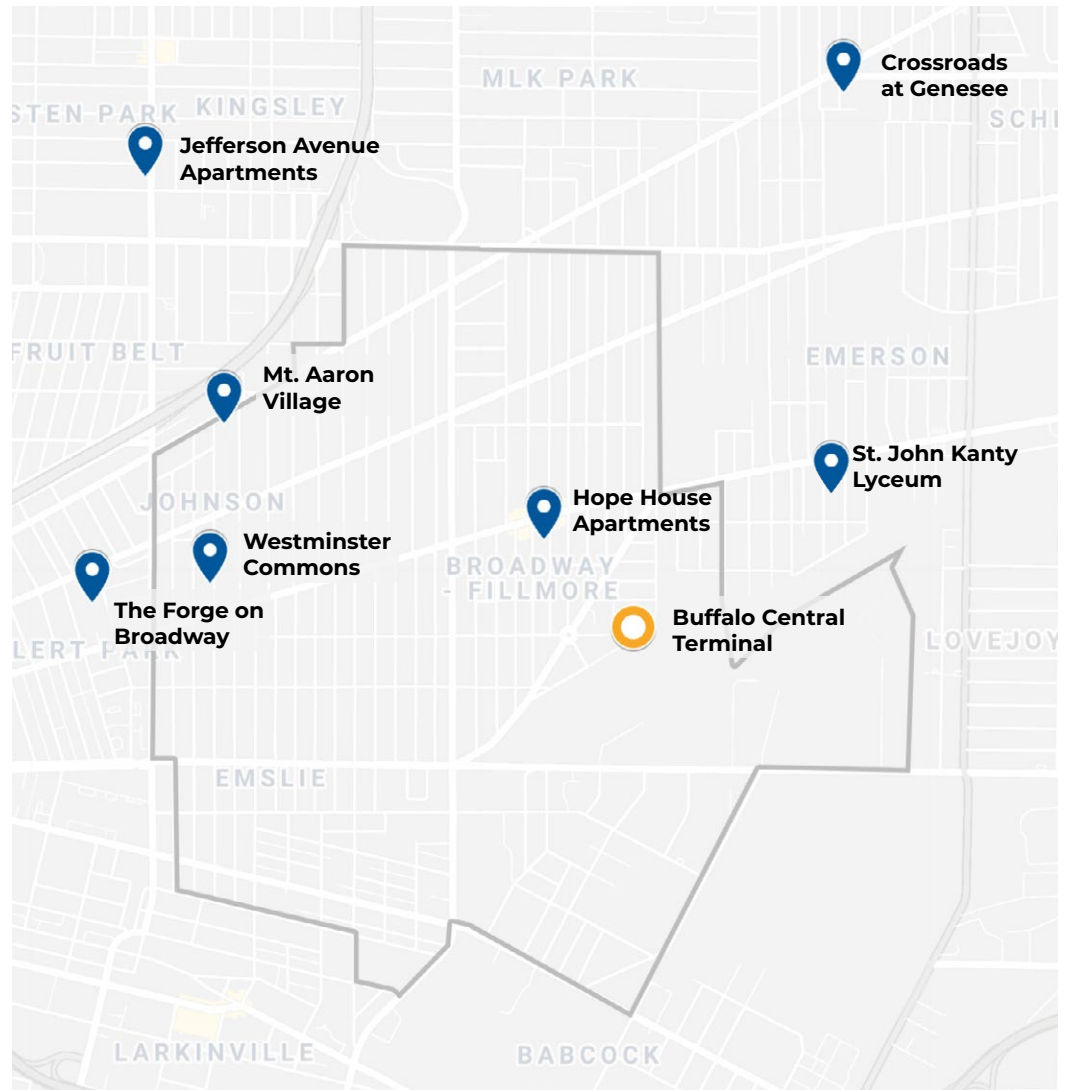 Crossroads
at Genesee
MLK PARK
KINGSLEY
STEN PARK
SCHI
Jefferson Avenue
Apartments
FRUIT BELT
EMERSON
Mt. Aaron
Village
St. John Kanty
Lyceum
JOHNSON
Hope House
Apartments
Westminster
Commons
BROADWAY
- FILLMORE
The Forge on
Broadway
Buffalo Central
Terminal
LERT PARK
LOVEJOY
EMSLIE
LARKINVILLE
BABCOCK